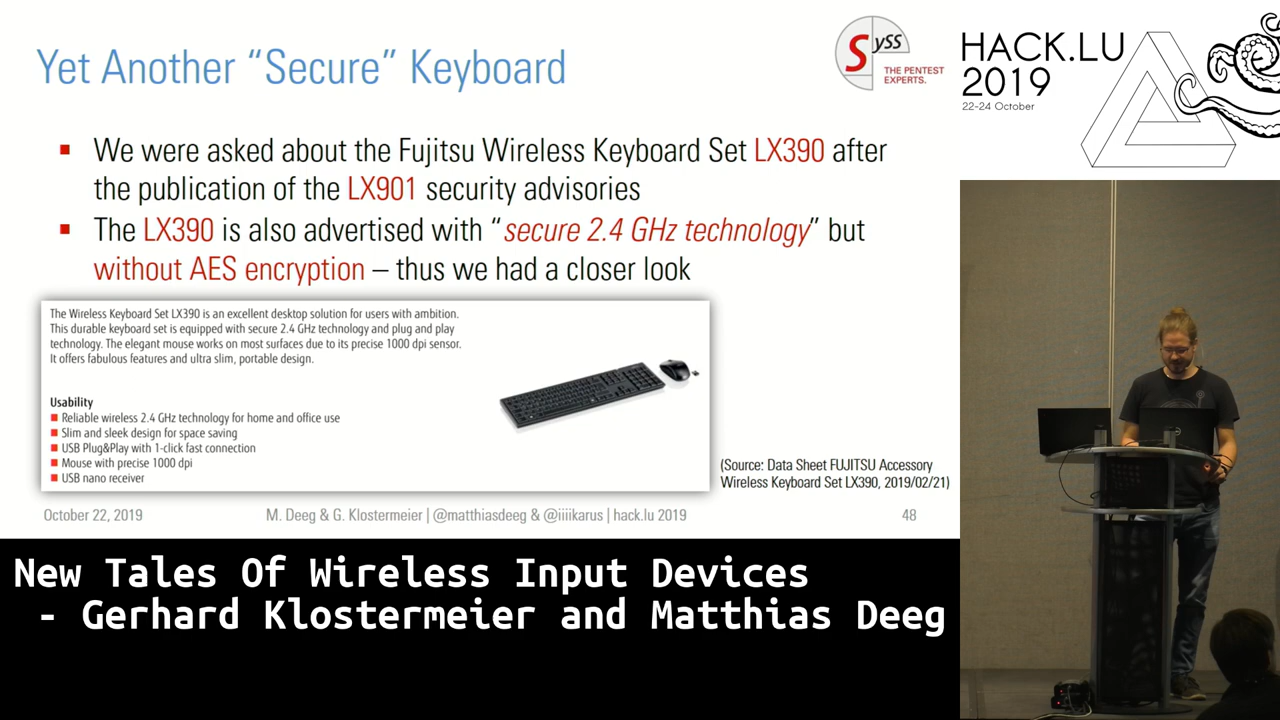 Yet Another “Secure” Keyboard
SySS
THE PENTEST
EXPERTS.
HACK.LU
2019
22-24 October
■ We were asked about the Fujitsu Wireless Keyboard Set LX390 after
the publication of the LX901 security advisories
■ The LX390 is also advertised with “secure 2.4 GHz technology” but
without AES encryption – thus we had a closer look
The Wireless Keyboard Set LX390 is an excellent desktop solution for users with ambition.
This durable keyboard set is equipped with secure 2.4 GHz technology and plug and play
technology. The elegant mouse works on most surfaces due to its precise 1000 dpi sensor.
It offers fabulous features and ultra slim, portable design.
Usability
■ Reliable wireless 2.4 GHz technology for home and office use
■ Slim and sleek design for space saving
■ USB Plug&Play with 1-click fast connection
■ Mouse with precise 1000 dpi
■ USB nano receiver
(Source: Data Sheet FUJITSU Accessory
Wireless Keyboard Set LX390, 2019/02/21)
October 22, 2019
M. Deeg & G. Klostermeier | @matthiasdeeg & @iiiikarus | hack.lu 2019
48
New Tales Of Wireless Input Devices
- Gerhard Klostermeier and Matthias Deeg